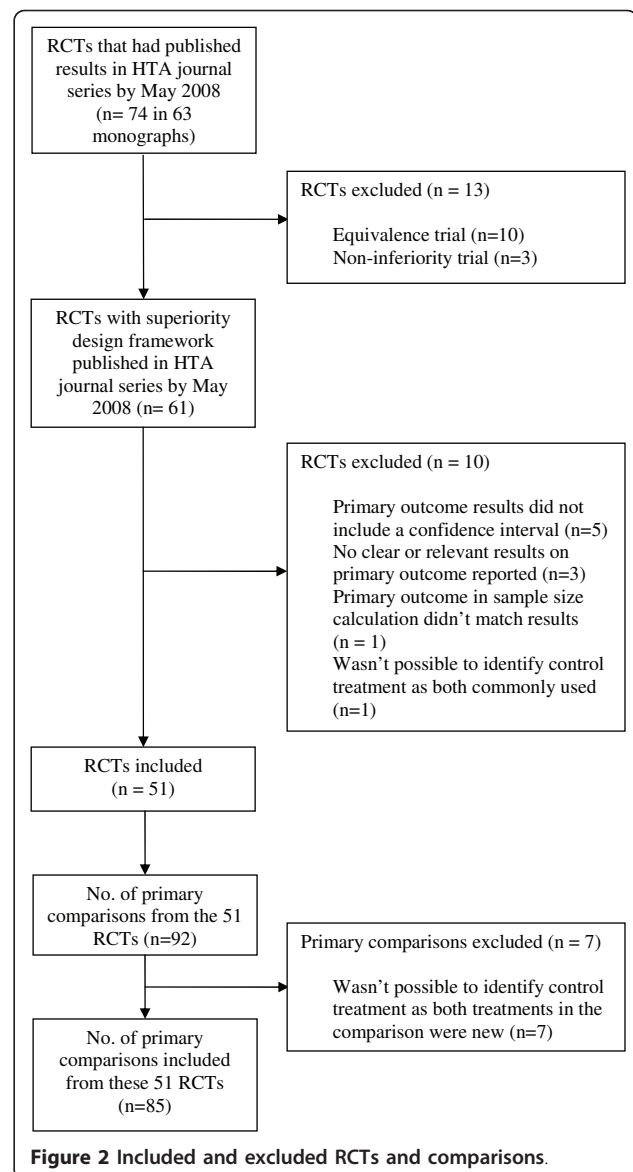 RCTs that had published
results in HTA journal
series by May 2008
(n= 74 in 63
monographs)
RCTs excluded (n = 13)
Equivalence trial (n=10)
Non-inferiority trial (n=3)
RCTs with superiority
design framework
published in HTA
journal series by May
2008 (n= 61)
RCTs excluded (n = 10)
Primary outcome results did not
include a confidence interval (n=5)
No clear or relevant results on
primary outcome reported (n=3)
Primary outcome in sample size
calculation didn't match results
(n = 1)
Wasn't possible to identify control
treatment as both commonly used
(n=1)
RCTs included
(n = 51)
No. of primary
comparisons from the 51
RCTs (n=92)
Primary comparisons excluded (n = 7)
Wasn't possible to identify control
treatment as both treatments in the
comparison were new (n=7)
No. of primary
comparisons included
from these 51 RCTs
(n=85)
Figure 2 Included and excluded RCTs and comparisons.